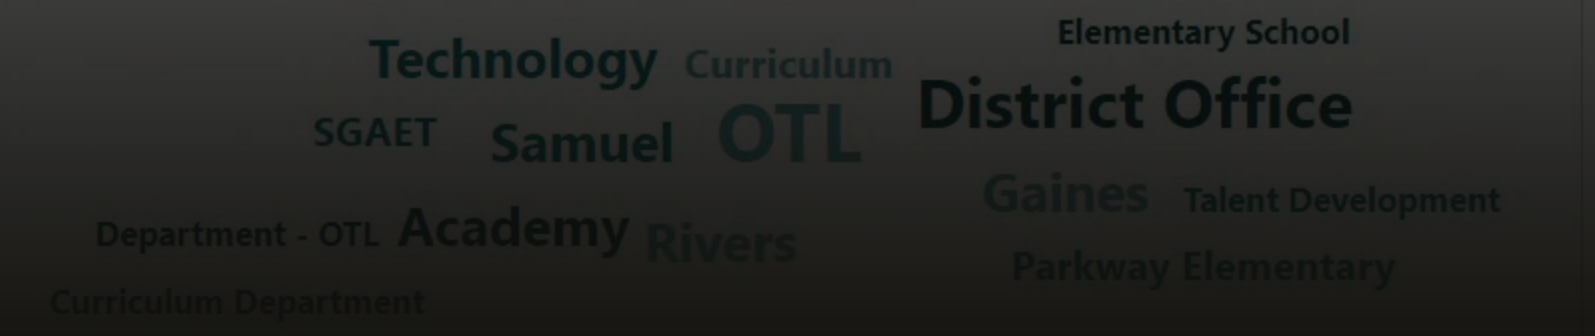 Elementary School
Technology Curriculum
District Office
SGAET Samuel OTL
Gaines Talent Development
Department - OTL Academy Rivers
Parkway Elementary
Curriculum Department